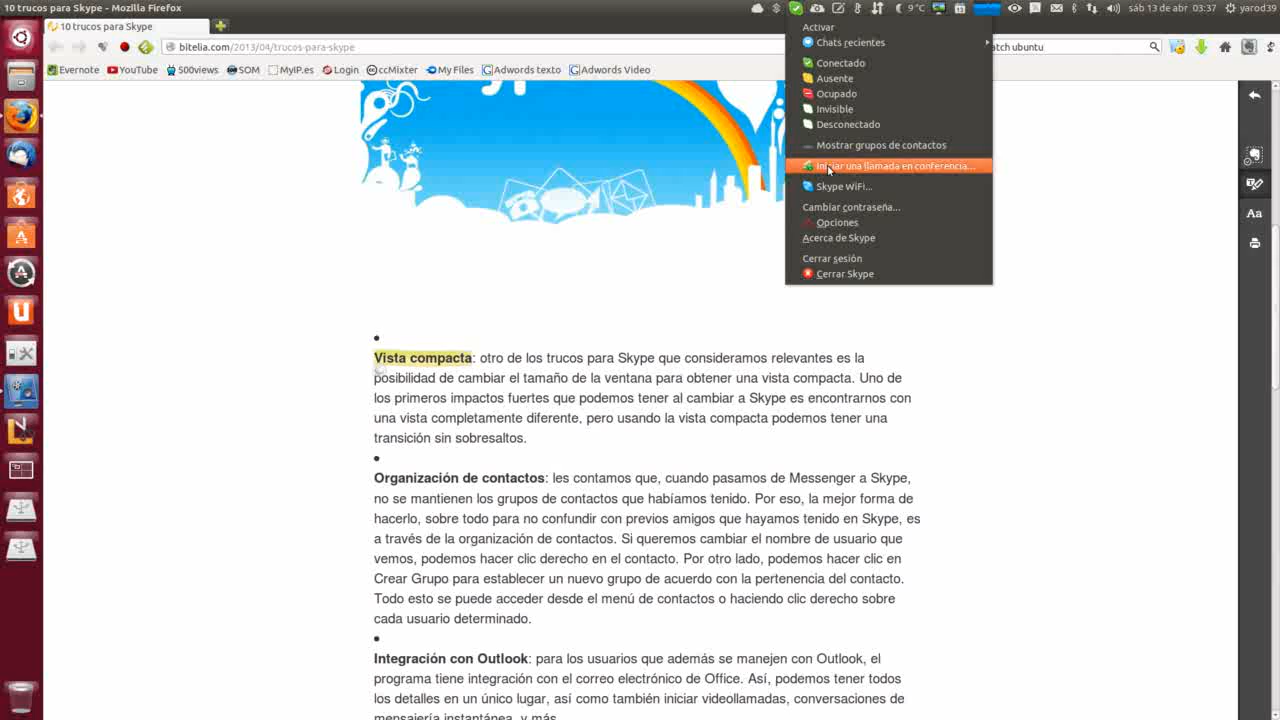 10 trucos para Skype - Mozilla Firefox
9°C
sáb 13 de abr 03:37
yarod39
10 trucos para Skype
bitelia.com/2013/04/trucos-para-skype
atch ubuntu
Evernote
YouTube
500views
SOM
MyIP.es
Login
ccMixter
My Files
Adwords texto
Adwords Video
Activar
Chats recientes
Conectado
Ausente
Ocupado
Invisible
Desconectado
Mostrar grupos de contactos
Iniciar una llamada en conferencia...
Skype WiFi...
Cambiar contraseña...
Opciones
Acerca de Skype
Cerrar sesión
Cerrar Skype
Aa
Vista compacta: otro de los trucos para Skype que consideramos relevantes es la
posibilidad de cambiar el tamaño de la ventana para obtener una vista compacta. Uno de
los primeros impactos fuertes que podemos tener al cambiar a Skype es encontrarnos con
una vista completamente diferente, pero usando la vista compacta podemos tener una
transición sin sobresaltos.
Organización de contactos: les contamos que, cuando pasamos de Messenger a Skype,
no se mantienen los grupos de contactos que habíamos tenido. Por eso, la mejor forma de
hacerlo, sobre todo para no confundir con previos amigos que hayamos tenido en Skype, es
a través de la organización de contactos. Si queremos cambiar el nombre de usuario que
vemos, podemos hacer clic derecho en el contacto. Por otro lado, podemos hacer clic en
Crear Grupo para establecer un nuevo grupo de acuerdo con la pertenencia del contacto.
Todo esto se puede acceder desde el menú de contactos o haciendo clic derecho sobre
cada usuario determinado.
Integración con Outlook: para los usuarios que además se manejen con Outlook, el
programa tiene integración con el correo electrónico de Office. Así, podemos tener todos
los detalles en un único lugar, así como también iniciar videollamadas, conversaciones de
mensajería instantánea, y más.